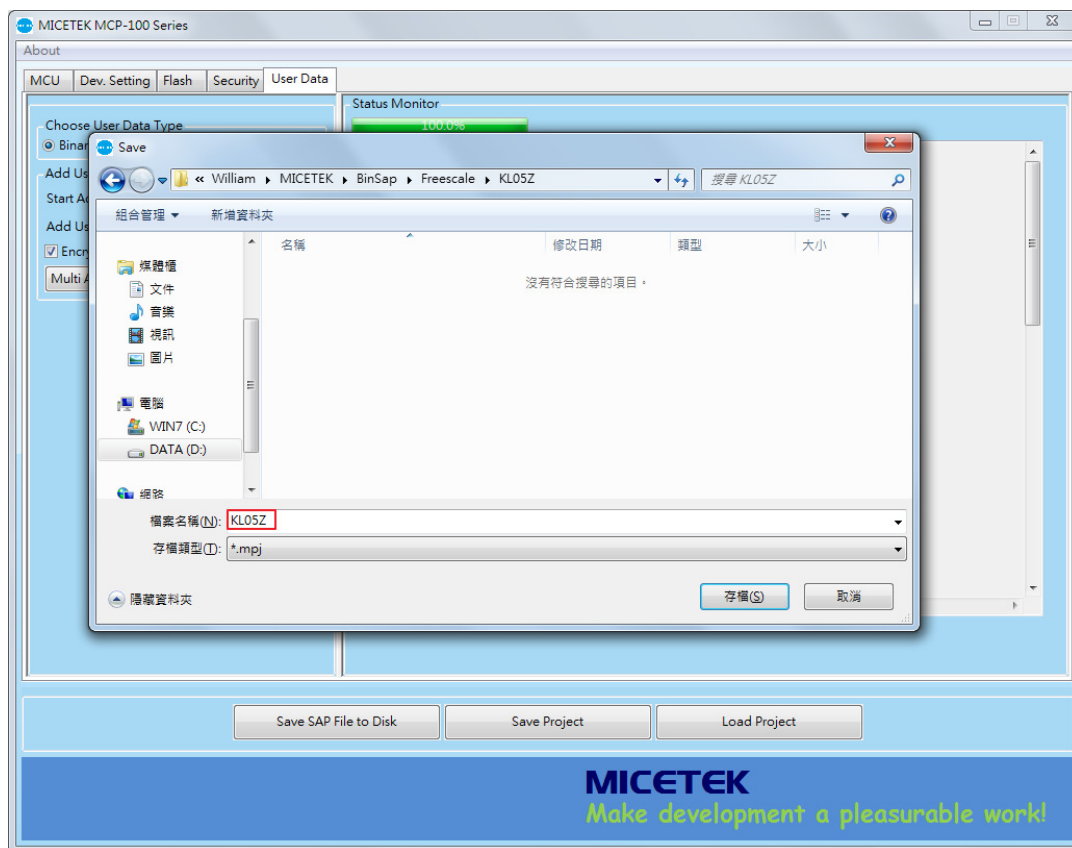 MICETEK MCP-100 Series
About
MCU Dev. Setting Flash Security User Data
Status Monitor
100.0%
Choose User Data Type
Binar
Save
« William ▸ MICETEK ▸ BinSap ▸ Freescale ▸ KL05Z
搜尋 KL05Z
Add Us
Start Ad
Add Us
Encry
Multi A
組合管理 ▼ 新增資料夾
名稱 修改日期 類型 大小
沒有符合搜尋的項目。
媒體櫃
文件
音樂
視訊
圖片
電腦
WIN7 (C:)
DATA (D:)
網路
檔案名稱(N): KL05Z
存檔類型(T): *.mpj
隱藏資料夾
存檔(S) 取消
Save SAP File to Disk Save Project Load Project
MICETEK
Make development a pleasurable work!